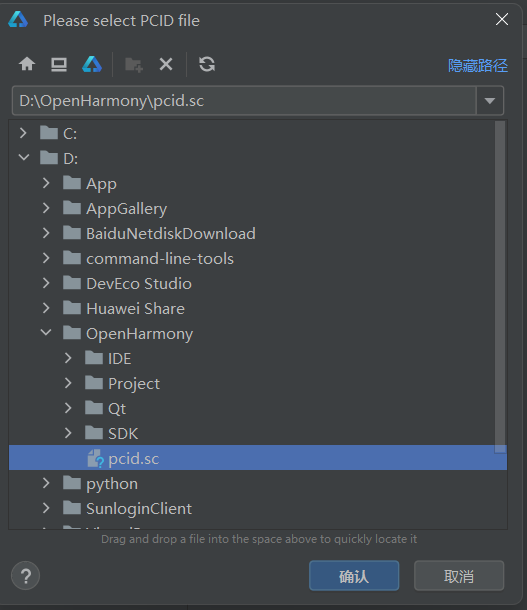 Please select PCID file
隐藏路径
D:\OpenHarmony\pcid.sc
C:
D:
App
AppGallery
BaiduNetdiskDownload
command-line-tools
DevEco Studio
Huawei Share
OpenHarmony
IDE
Project
Qt
SDK
pcid.sc
python
SunloginClient
Drag and drop a file into the space above to quickly locate it
?
确认
取消